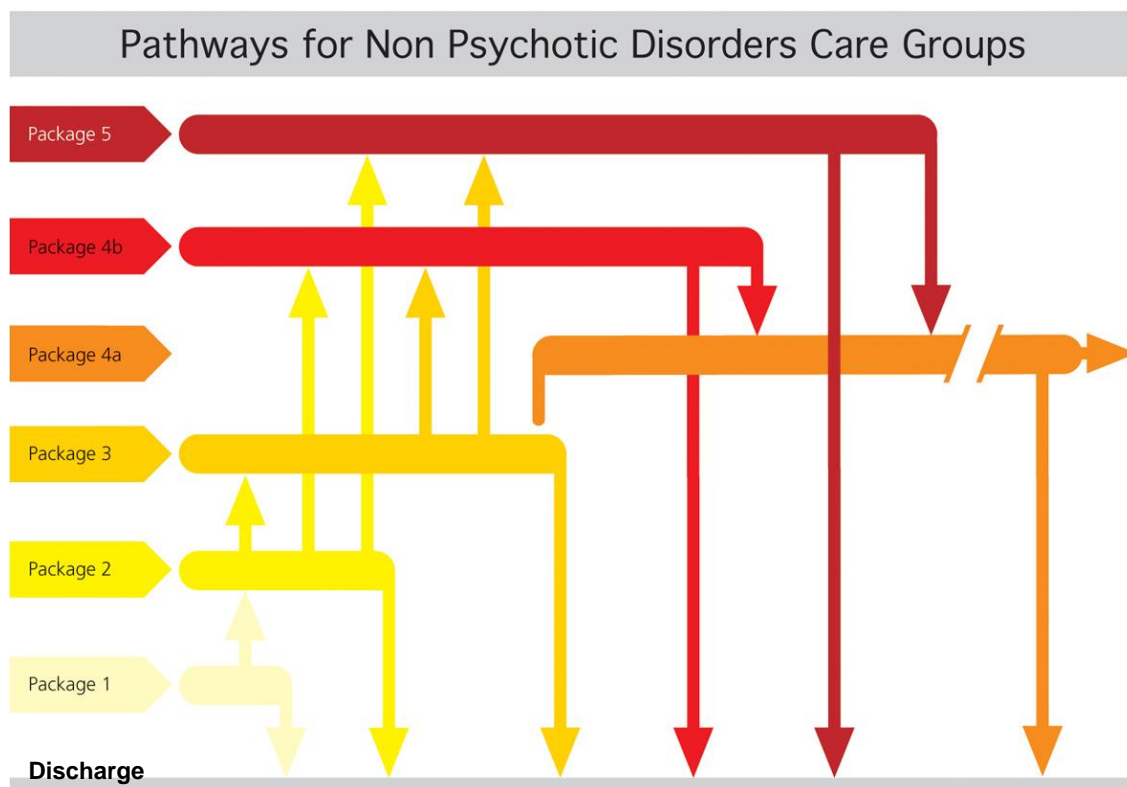 Pathways for Non Psychotic Disorders Care Groups
Package 5
Package 4b
Package 4a
Package 3
Package 2
Package 1
Discharge